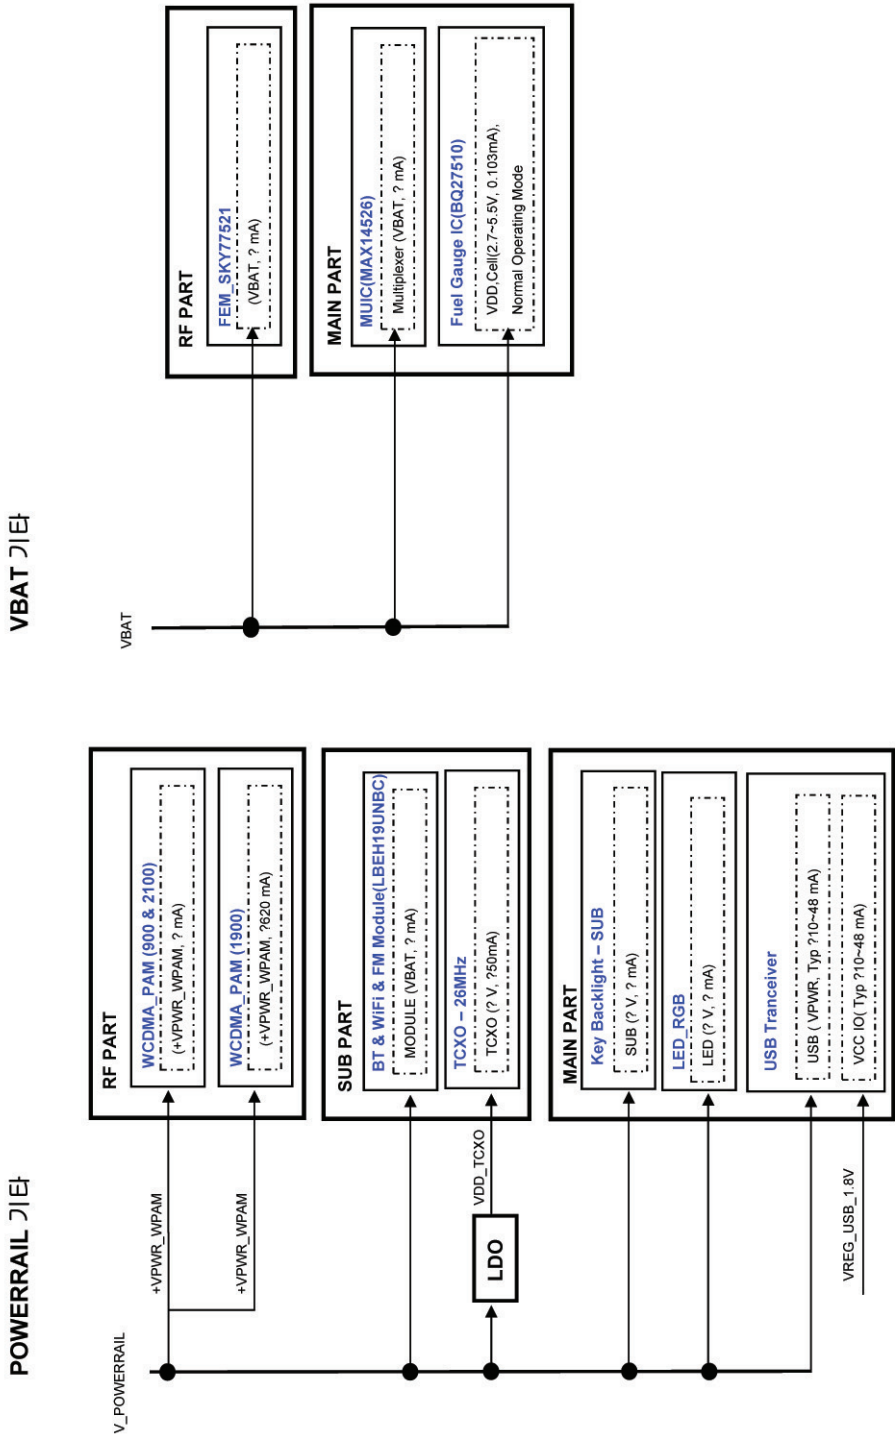 POWERRAIL 기타
V_POWERRAIL
+VPWR_WPAM
+VPWR_WPAM
LDO
VDD_TCXO
VREG_USB_1.8V
RF PART
WCDMA_PAM (900 & 2100)
(+VPWR_WPAM, ? mA)
WCDMA_PAM (1900)
(+VPWR_WPAM, ?620 mA)
SUB PART
BT & WiFi & FM Module(LBEH19UNBC)
MODULE (VBAT, ? mA)
TCXO – 26MHz
TCXO (? V, ?50mA)
MAIN PART
Key Backlight – SUB
SUB (? V, ? mA)
LED_RGB
LED (? V, ? mA)
USB Tranceiver
USB ( VPWR, Typ ?10~48 mA)
VCC IO( Typ ?10~48 mA)
VBAT 기타
VBAT
RF PART
FEM_SKY77521
(VBAT, ? mA)
MAIN PART
MUIC(MAX14526)
Multiplexer (VBAT, ? mA)
Fuel Gauge IC(BQ27510)
VDD,Cell(2.7~5.5V, 0.103mA),
Normal Operating Mode